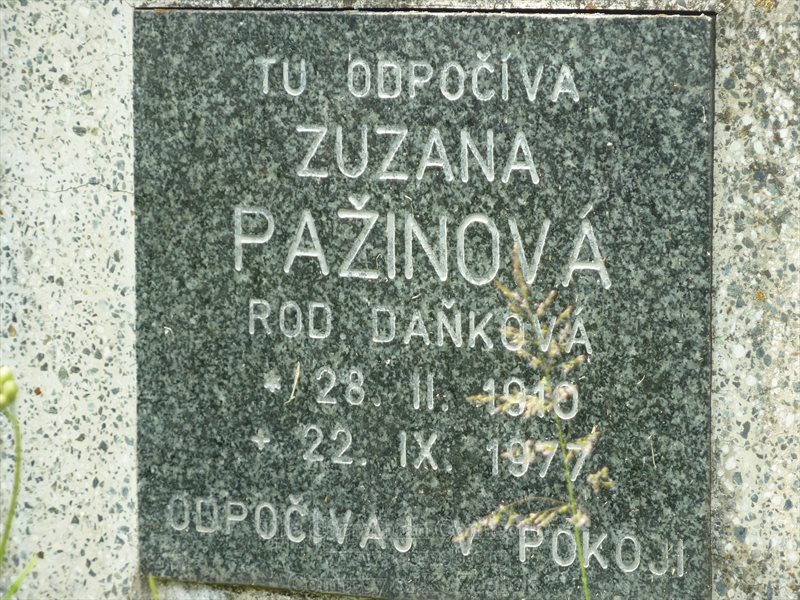 TU ODPOČÍVA
ZUZANA
PAŽINOVÁ
ROD. DAŇKOVÁ
* 28. II. 1910
+ 22. IX. 1977
ODPOČÍVAJ V POKOJI